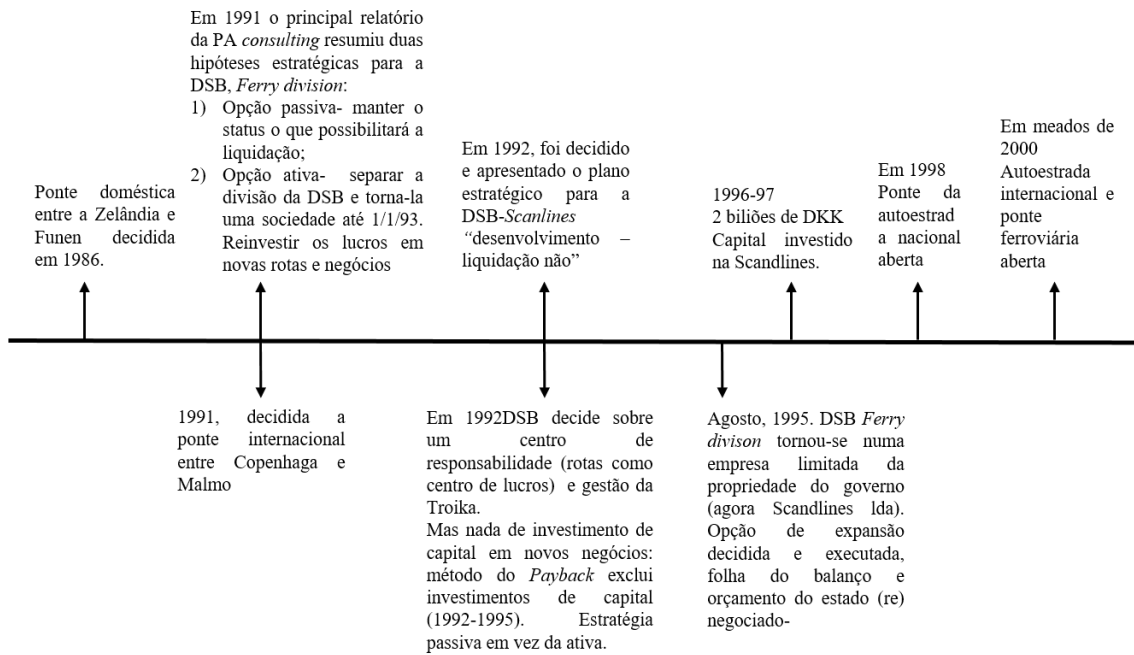 Ponte doméstica
entre a Zelândia e
Funen decidida
em 1986.
Em 1991 o principal relatório
da PA consulting resumiu duas
hipóteses estratégicas para a
DSB, Ferry division:
1) Opção passiva- manter o
status o que possibilitará a
liquidação;
2) Opção ativa- separar a
divisão da DSB e torna-la
uma sociedade até 1/1/93.
Reinvestir os lucros em
novas rotas e negócios
Em 1992, foi decidido
e apresentado o plano
estratégico para a
DSB-Scanlines
“desenvolvimento –
liquidação não”
1996-97
2 biliões de DKK
Capital investido
na Scandlines.
Em 1998
Ponte da
autoestrad
a nacional
aberta
Em meados de
2000
Autoestrada
internacional e
ponte
ferroviária
aberta
1991, decidida a
ponte internacional
entre Copenhaga e
Malmo
Em 1992DSB decide sobre
um centro de
responsabilidade (rotas como
centro de lucros) e gestão da
Troika.
Mas nada de investimento de
capital em novos negócios:
método do Payback exclui
investimentos de capital
(1992-1995). Estratégia
passiva em vez da ativa.
Agosto, 1995. DSB Ferry
divison tornou-se numa
empresa limitada da
propriedade do governo
(agora Scandlines lda).
Opção de expansão
decidida e executada,
folha do balanço e
orçamento do estado (re)
negociado-